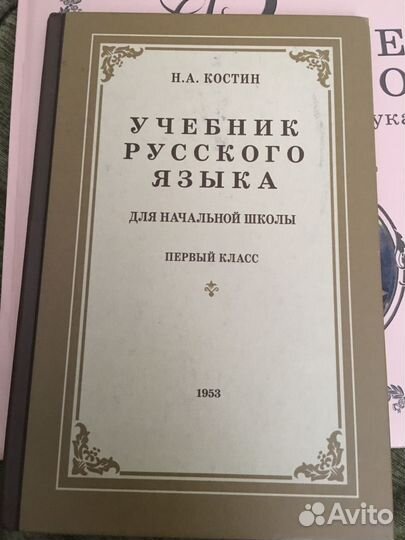 Н.А. КОСТИН
УЧЕБНИК
РУССКОГО
ЯЗЫКА
ДЛЯ НАЧАЛЬНОЙ ШКОЛЫ
ПЕРВЫЙ КЛАСС
1953
Avito